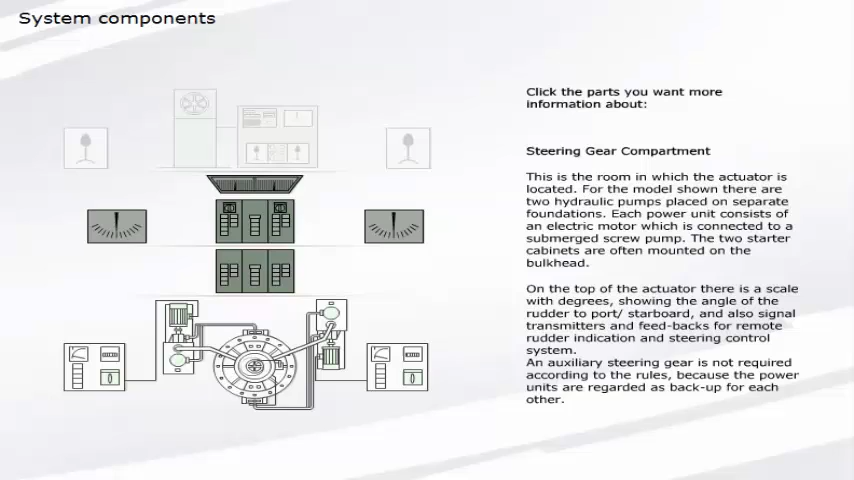 System components
Click the parts you want more
information about:
Steering Gear Compartment
This is the room in which the actuator is
located. For the model shown there are
two hydraulic pumps placed on separate
foundations. Each power unit consists of
an electric motor which is connected to a
submerged screw pump. The two starter
cabinets are often mounted on the
bulkhead.
On the top of the actuator there is a scale
with degrees, showing the angle of the
rudder to port/ starboard, and also signal
transmitters and feed-backs for remote
rudder indication and steering control
system.
An auxiliary steering gear is not required
according to the rules, because the power
units are regarded as back-up for each
other.